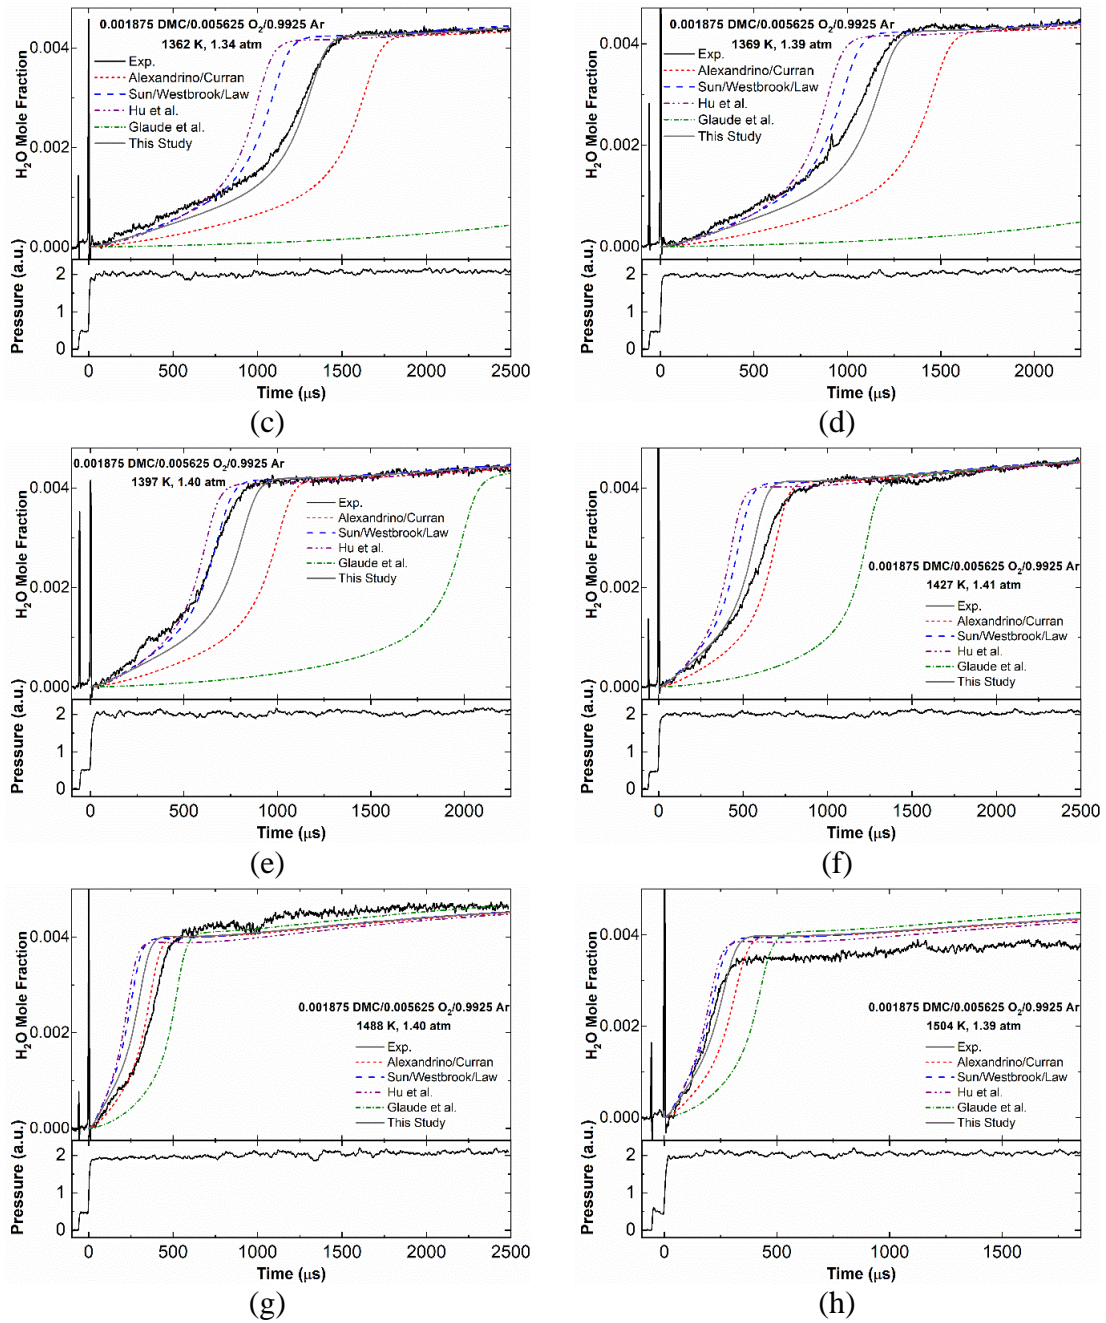 0.001875 DMC/0.005625 O₂/0.9925 Ar
1362 K, 1.34 atm
Exp.
Alexandrino/Curran
Sun/Westbrook/Law
Hu et al.
Glaude et al.
This Study
H₂O Mole Fraction
0.004
0.002
0.000
Pressure (a.u.)
2
1
0
0 500 1000 1500 2000 2500
Time (μs)
(c)
0.001875 DMC/0.005625 O₂/0.9925 Ar
1369 K, 1.39 atm
Exp.
Alexandrino/Curran
Sun/Westbrook/Law
Hu et al.
Glaude et al.
This Study
H₂O Mole Fraction
0.004
0.002
0.000
Pressure (a.u.)
2
1
0
0 500 1000 1500 2000
Time (μs)
(d)
0.001875 DMC/0.005625 O₂/0.9925 Ar
1397 K, 1.40 atm
Exp.
Alexandrino/Curran
Sun/Westbrook/Law
Hu et al.
Glaude et al.
This Study
H₂O Mole Fraction
0.004
0.002
0.000
Pressure (a.u.)
2
1
0
0 500 1000 1500 2000
Time (μs)
(e)
0.001875 DMC/0.005625 O₂/0.9925 Ar
1427 K, 1.41 atm
Exp.
Alexandrino/Curran
Sun/Westbrook/Law
Hu et al.
Glaude et al.
This Study
H₂O Mole Fraction
0.004
0.002
0.000
Pressure (a.u.)
2
1
0
0 500 1000 1500 2000 2500
Time (μs)
(f)
0.001875 DMC/0.005625 O₂/0.9925 Ar
1488 K, 1.40 atm
Exp.
Alexandrino/Curran
Sun/Westbrook/Law
Hu et al.
Glaude et al.
This Study
H₂O Mole Fraction
0.004
0.002
0.000
Pressure (a.u.)
2
1
0
0 500 1000 1500 2000 2500
Time (μs)
(g)
0.001875 DMC/0.005625 O₂/0.9925 Ar
1504 K, 1.39 atm
Exp.
Alexandrino/Curran
Sun/Westbrook/Law
Hu et al.
Glaude et al.
This Study
H₂O Mole Fraction
0.004
0.002
0.000
Pressure (a.u.)
2
1
0
0 500 1000 1500
Time (μs)
(h)